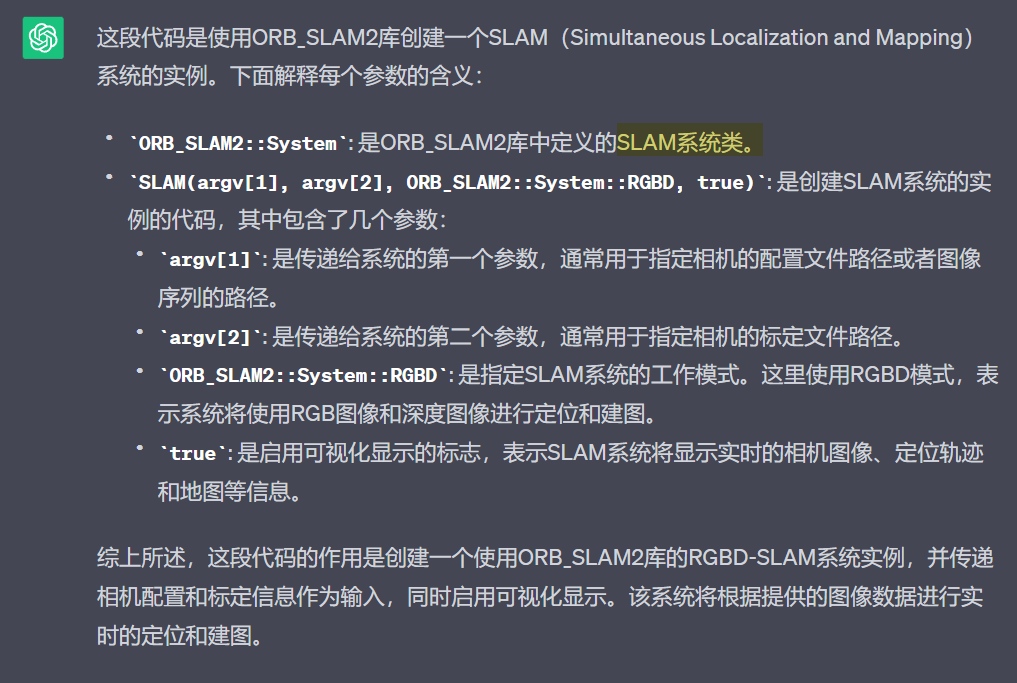 这段代码是使用ORB_SLAM2库创建一个SLAM（Simultaneous Localization and Mapping）
系统的实例。下面解释每个参数的含义：
• `ORB_SLAM2::System`：是ORB_SLAM2库中定义的SLAM系统类。
• `SLAM(argv[1], argv[2], ORB_SLAM2::System::RGBD, true)`：是创建SLAM系统的实
例的代码，其中包含了几个参数：
• `argv[1]`：是传递给系统的第一个参数，通常用于指定相机的配置文件路径或者图像
序列的路径。
• `argv[2]`：是传递给系统的第二个参数，通常用于指定相机的标定文件路径。
• `ORB_SLAM2::System::RGBD`：是指定SLAM系统的工作模式。这里使用RGBD模式，表
示系统将使用RGB图像和深度图像进行定位和建图。
• `true`：是启用可视化显示的标志，表示SLAM系统将显示实时的相机图像、定位轨迹
和地图等信息。
综上所述，这段代码的作用是创建一个使用ORB_SLAM2库的RGBD-SLAM系统实例，并传递
相机配置和标定信息作为输入，同时启用可视化显示。该系统将根据提供的图像数据进行实
时的定位和建图。